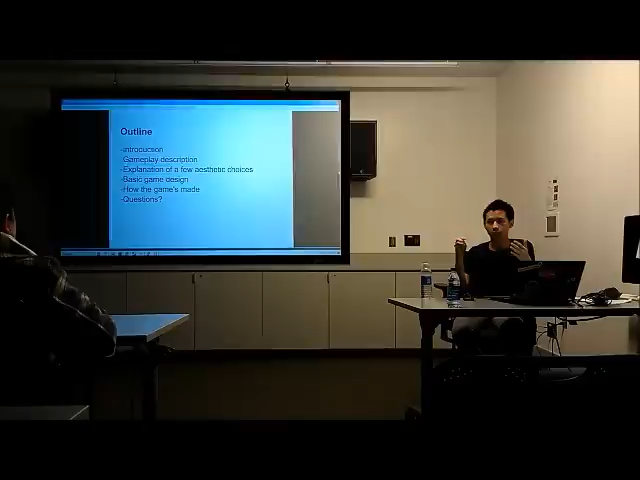 Outline
-Introduction
-Gameplay description
-Explanation of a few aesthetic choices
-Basic game design
-How the game's made
-Questions?